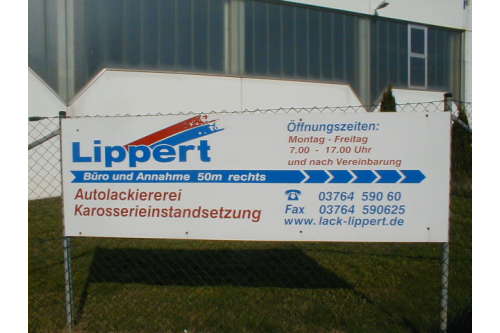 Lippert
Büro und Annahme 50m rechts
Autolackiererei
Karosserieinstandsetzung
Öffnungszeiten:
Montag - Freitag
7.00 - 17.00 Uhr
und nach Vereinbarung
☎ 03764 590 60
Fax 03764 590625
www.lack-lippert.de